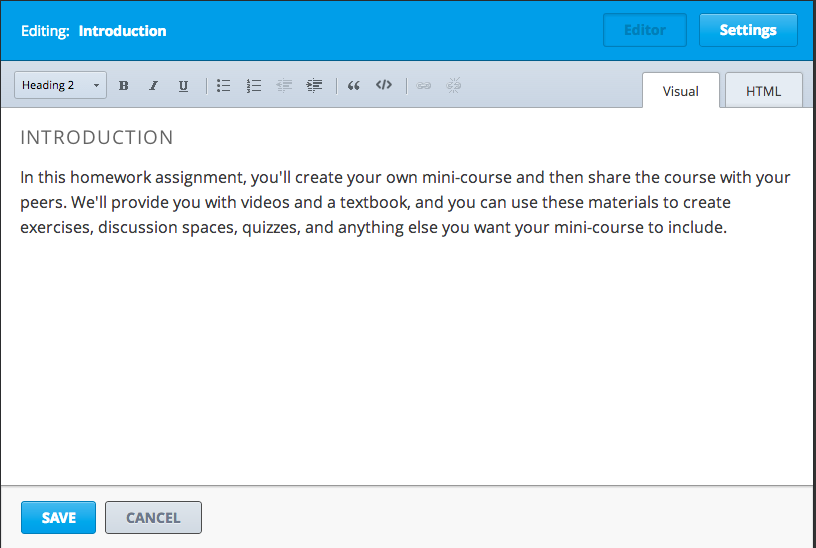 Editing: Introduction
Editor
Settings
Heading 2
B I U
Visual
HTML
INTRODUCTION
In this homework assignment, you'll create your own mini-course and then share the course with your
peers. We'll provide you with videos and a textbook, and you can use these materials to create
exercises, discussion spaces, quizzes, and anything else you want your mini-course to include.
SAVE
CANCEL